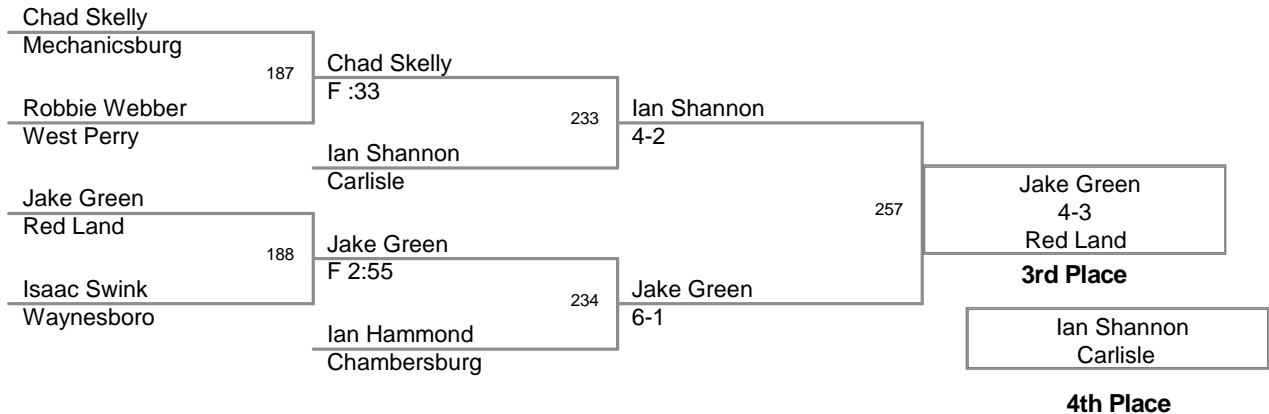 Chad Skelly
Mechanicsburg
187
Robbie Webber
West Perry
Jake Green
Red Land
188
Isaac Swink
Waynesboro
Chad Skelly
F :33
233
Ian Shannon
Carlisle
Jake Green
F 2:55
234
Ian Hammond
Chambersburg
Ian Shannon
4-2
257
Jake Green
6-1
Jake Green
4-3
Red Land
3rd Place
Ian Shannon
Carlisle
4th Place